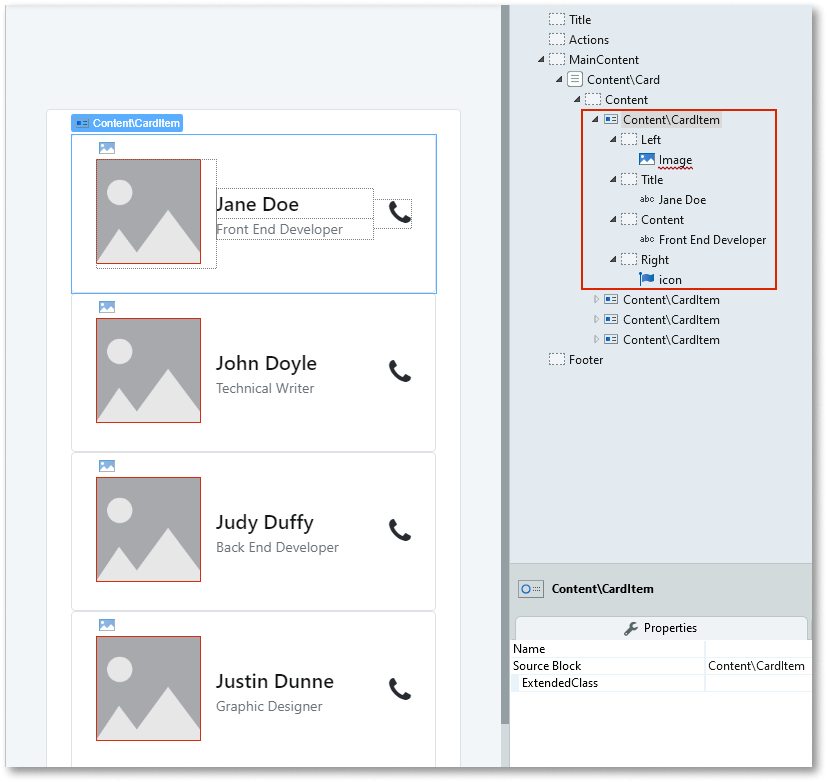 Content\CardItem
Jane Doe
Front End Developer
John Doyle
Technical Writer
Judy Duffy
Back End Developer
Justin Dunne
Graphic Designer
Title
Actions
MainContent
Content\Card
Content
Content\CardItem
Left
Image
Title
abc Jane Doe
Content
abc Front End Developer
Right
icon
Content\CardItem
Content\CardItem
Content\CardItem
Footer
Content\CardItem
Properties
Name
Source Block Content\CardItem
ExtendedClass